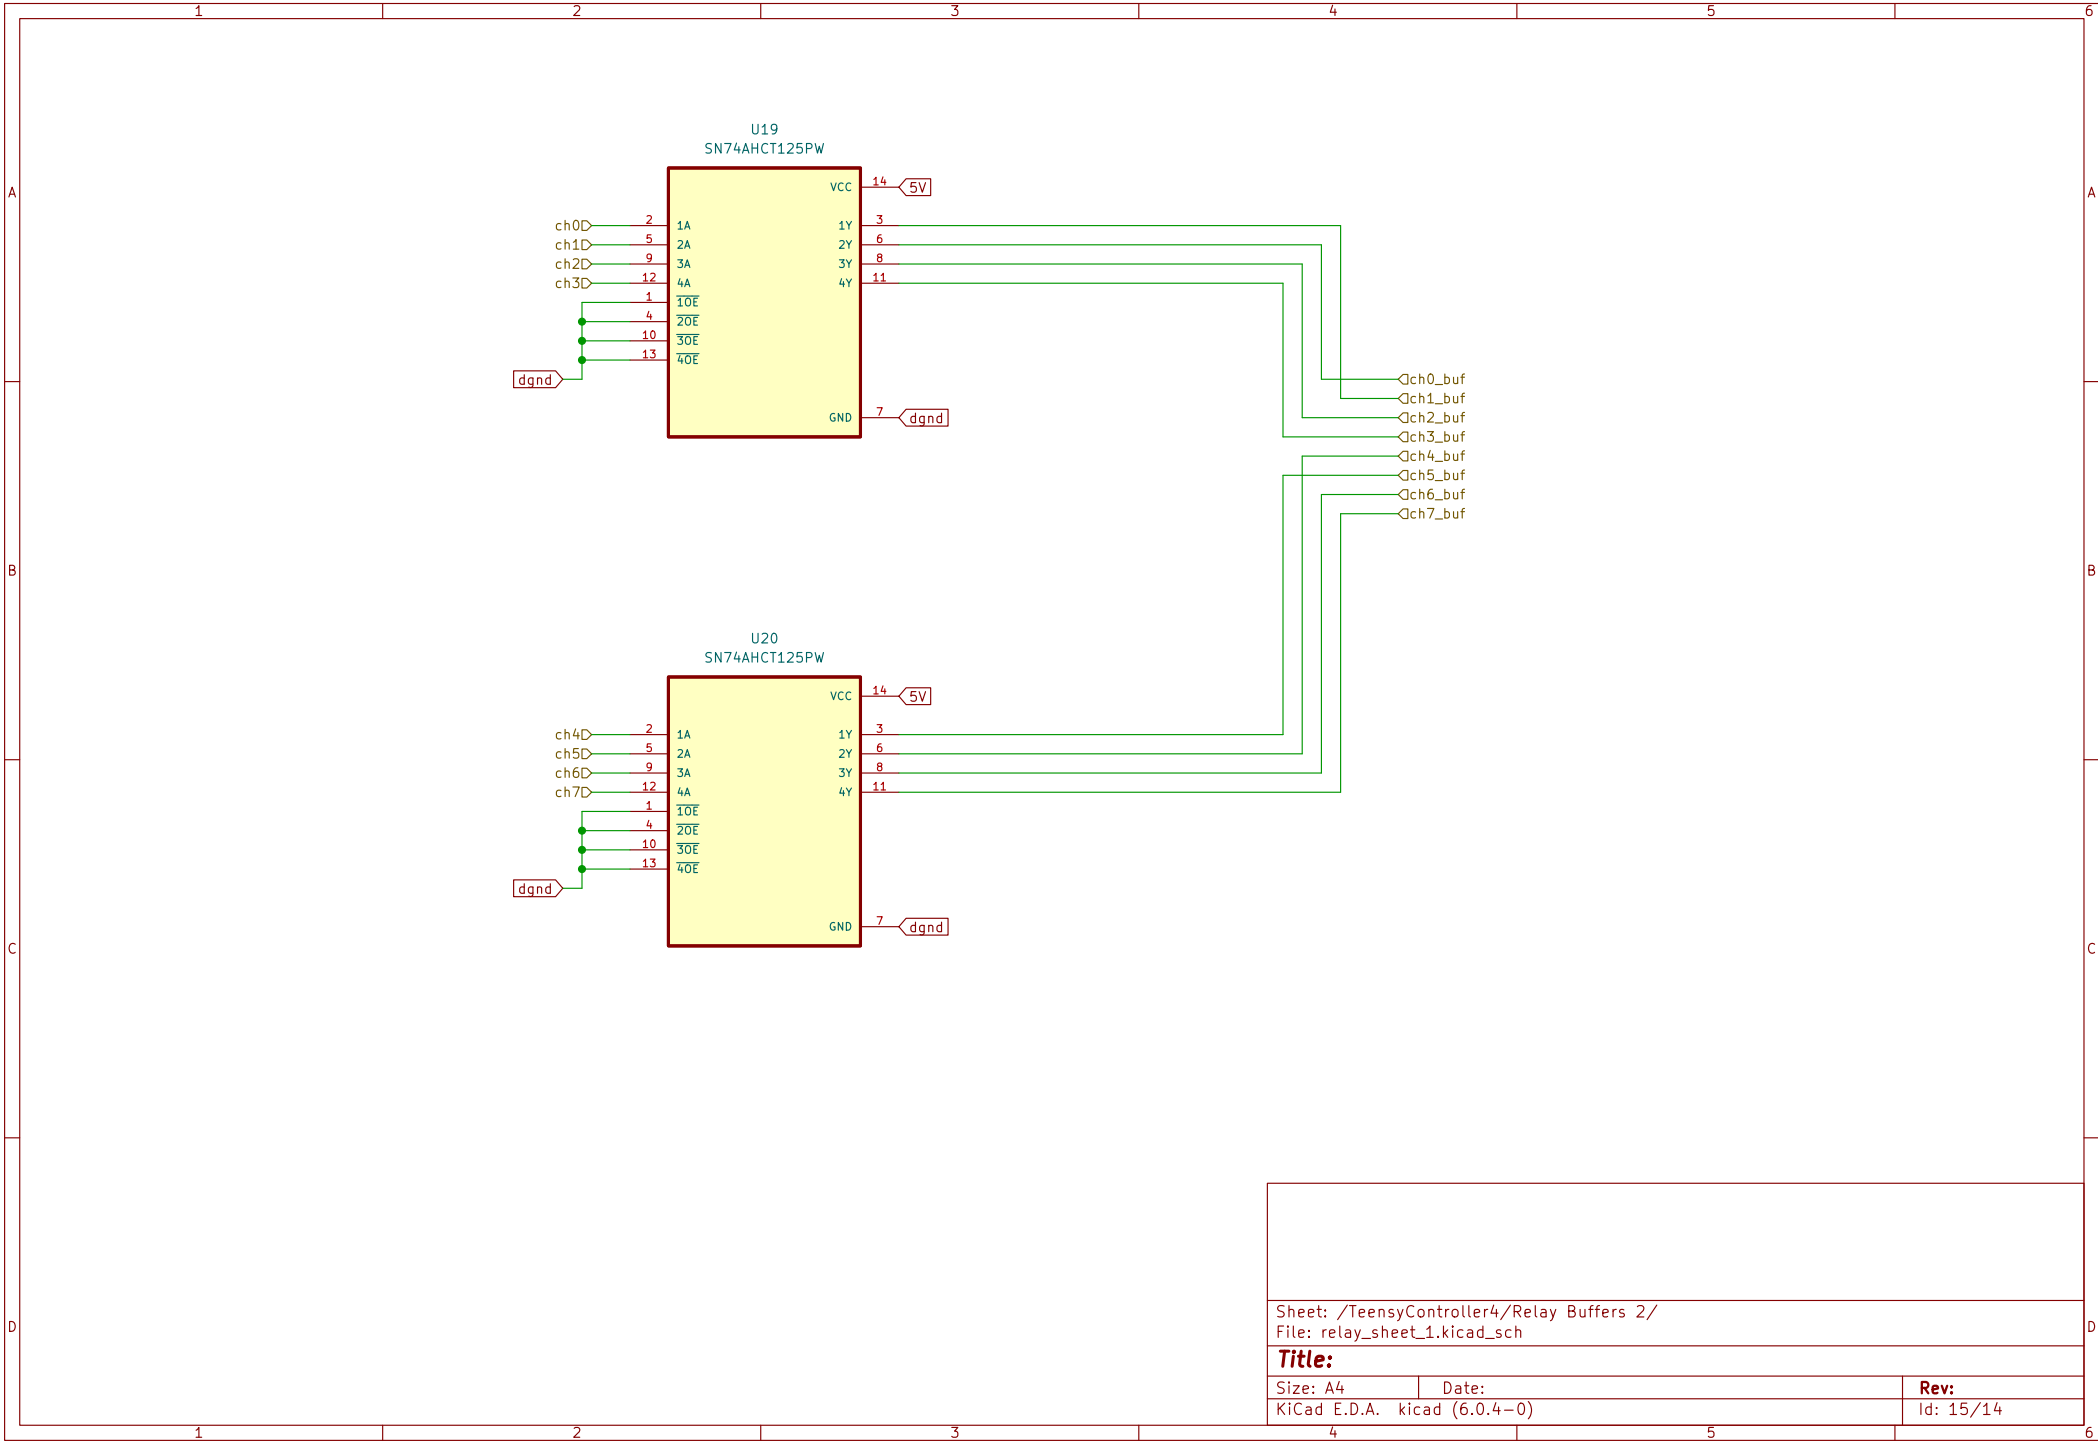 1 2 3 4 5 6
A A
U19
SN74AHCT125PW
VCC 14 5V
ch0 2 1A 1Y 3
ch1 5 2A 2Y 6
ch2 9 3A 3Y 8
ch3 12 4A 4Y 11
1 1OE
4 2OE
10 3OE
13 4OE
dgnd
GND 7 dgnd
ch0_buf
ch1_buf
ch2_buf
ch3_buf
ch4_buf
ch5_buf
ch6_buf
ch7_buf
B B
U20
SN74AHCT125PW
VCC 14 5V
ch4 2 1A 1Y 3
ch5 5 2A 2Y 6
ch6 9 3A 3Y 8
ch7 12 4A 4Y 11
1 1OE
4 2OE
10 3OE
13 4OE
dgnd
GND 7 dgnd
C C
Sheet: /TeensyController4/Relay Buffers 2/
File: relay_sheet_1.kicad_sch
D D
Title:
Size: A4 Date: Rev:
KiCad E.D.A. kicad (6.0.4-0) Id: 15/14
1 2 3 4 5 6